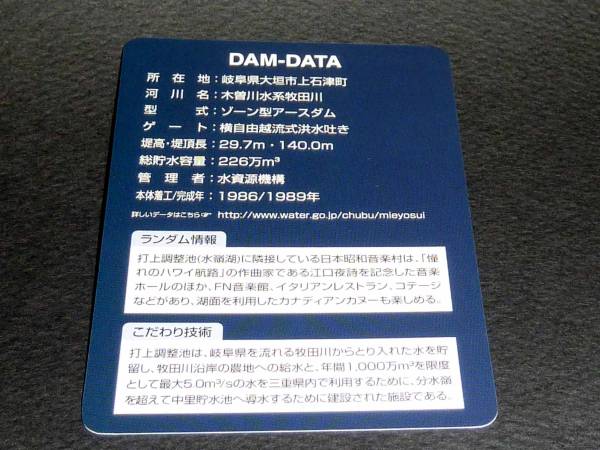 DAM-DATA
所在地：岐阜県大垣市上石津町
河川名：木曽川水系牧田川
型式：ゾーン型アースダム
ゲート：横自由越流式洪水吐き
堤高・堤頂長：29.7m・140.0m
総貯水容量：226万m³
管理者：水資源機構
本体着工/完成年：1986/1989年
詳しいデータはこちら☞ http://www.water.go.jp/chubu/mieyosui
ランダム情報
打上調整池(水嶺湖)に隣接している日本昭和音楽村は、「憧
れのハワイ航路」の作曲家である江口夜詩を記念した音楽
ホールのほか、FN音楽館、イタリアンレストラン、コテージ
などがあり、湖面を利用したカナディアンカヌーも楽しめる。
こだわり技術
打上調整池は、岐阜県を流れる牧田川からとり入れた水を貯
留し、牧田川沿岸の農地への給水と、年間1,000万m³を限度
として最大5.0m³/sの水を三重県内で利用するために、分水嶺
を超えて中里貯水池へ導水するために建設された施設である。